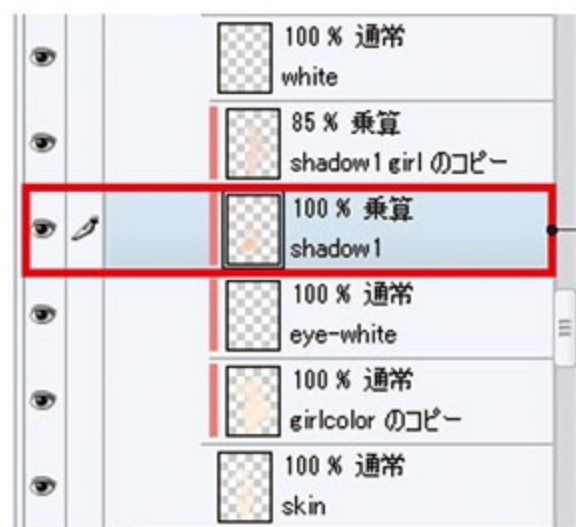 100 % 通常
white
85 % 乗算
shadow1 girl のコピー
100 % 乗算
shadow1
100 % 通常
eye-white
100 % 通常
girlcolor のコピー
100 % 通常
skin